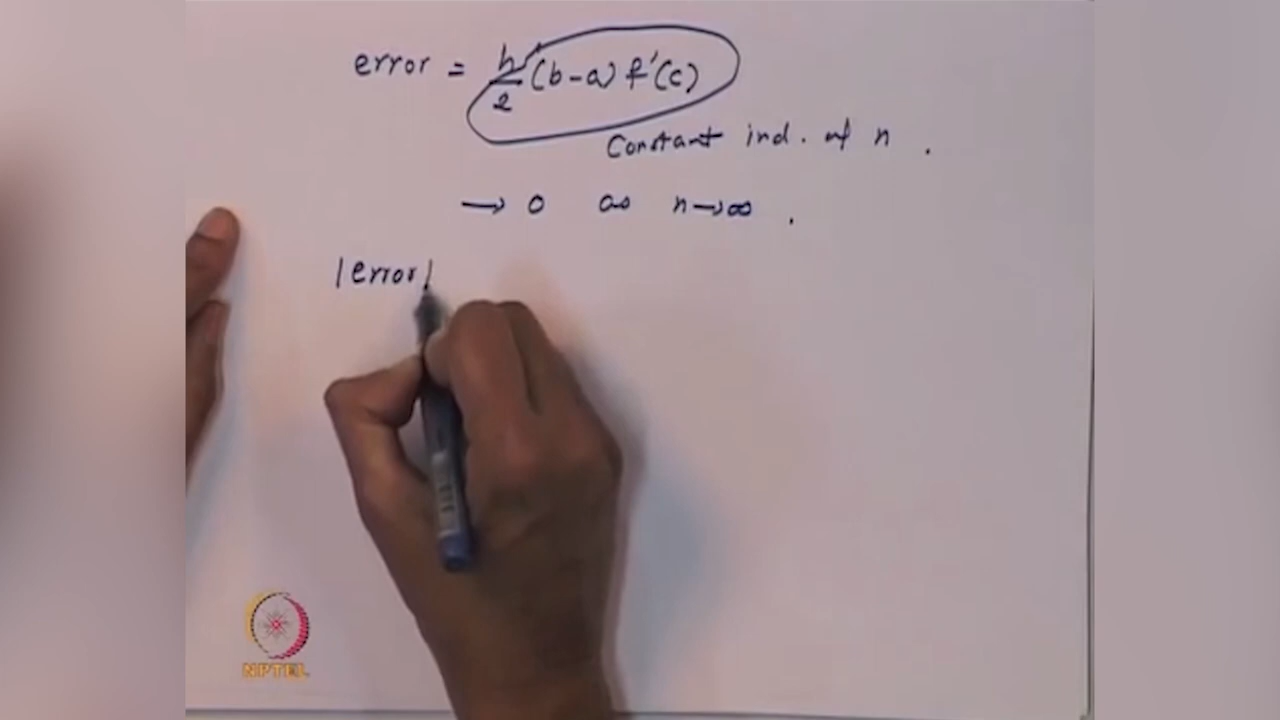 error = h/2 (b-a) f'(c)
Constant ind. of n .
→ 0 as n→∞ .
|error|
NPTEL